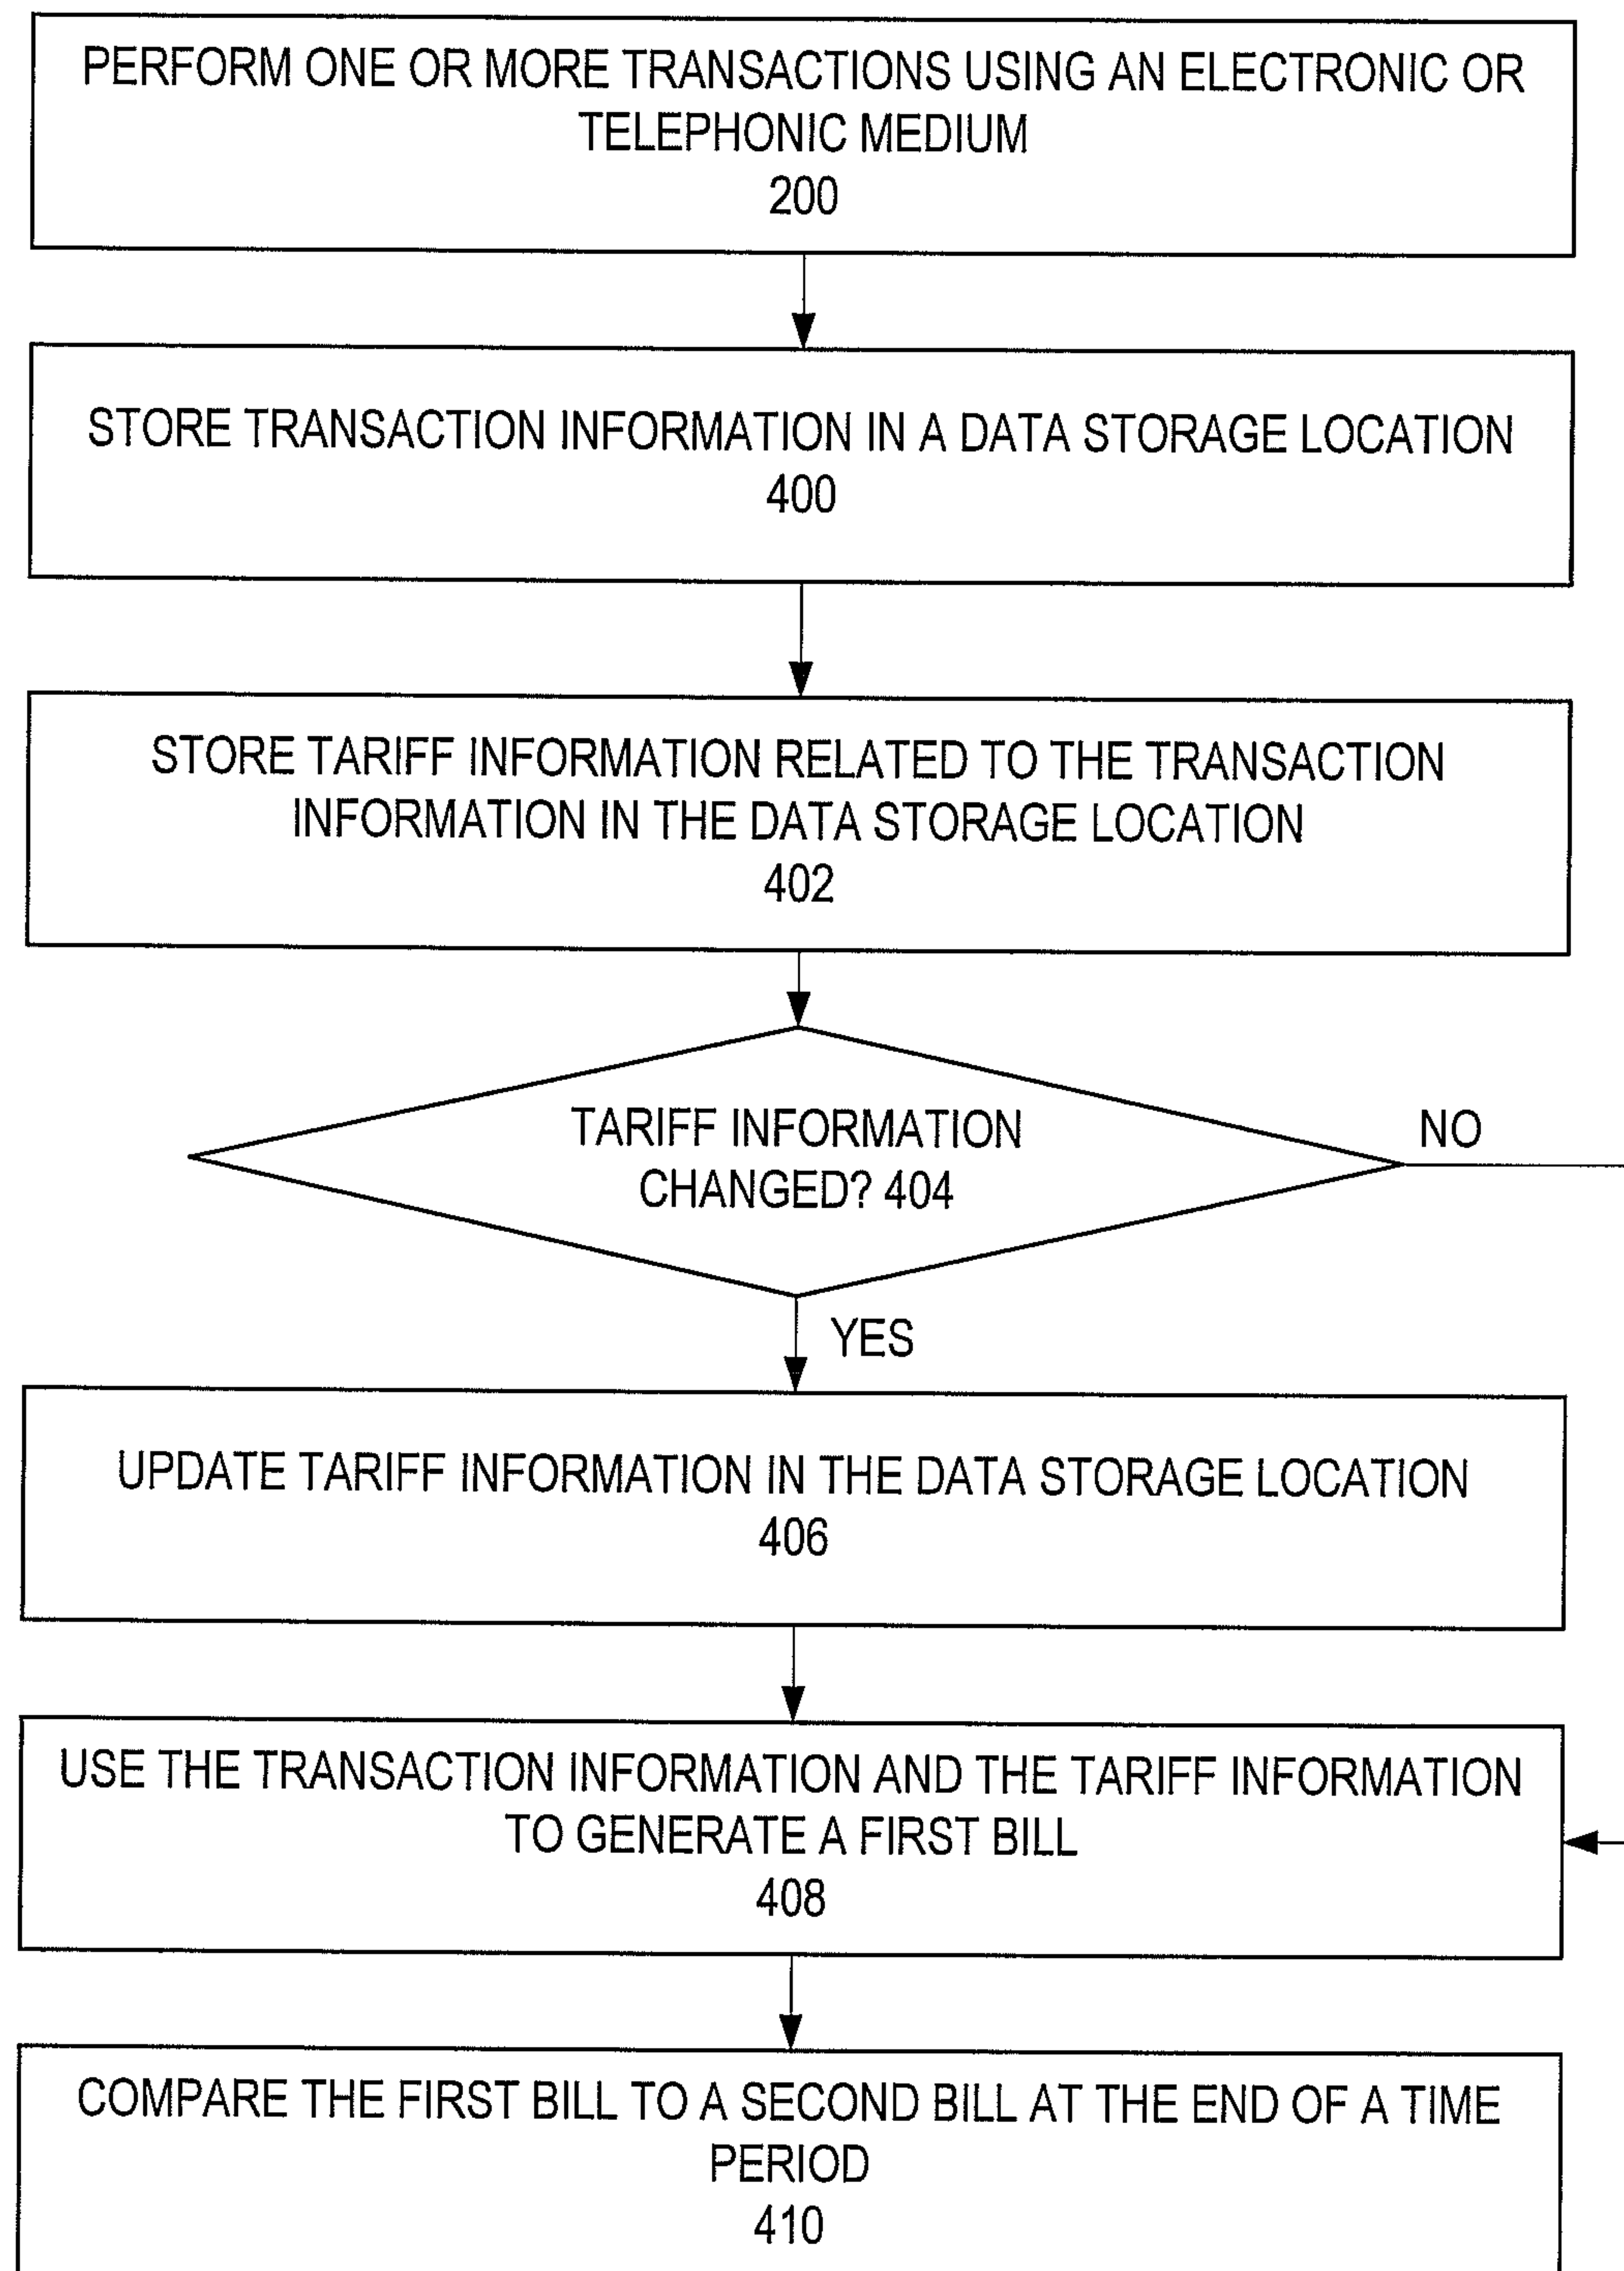 PERFORM ONE OR MORE TRANSACTIONS USING AN ELECTRONIC OR
TELEPHONIC MEDIUM
200
STORE TRANSACTION INFORMATION IN A DATA STORAGE LOCATION
400
STORE TARIFF INFORMATION RELATED TO THE TRANSACTION
INFORMATION IN THE DATA STORAGE LOCATION
402
TARIFF INFORMATION
CHANGED? 404
NO
YES
UPDATE TARIFF INFORMATION IN THE DATA STORAGE LOCATION
406
USE THE TRANSACTION INFORMATION AND THE TARIFF INFORMATION
TO GENERATE A FIRST BILL
408
COMPARE THE FIRST BILL TO A SECOND BILL AT THE END OF A TIME
PERIOD
410